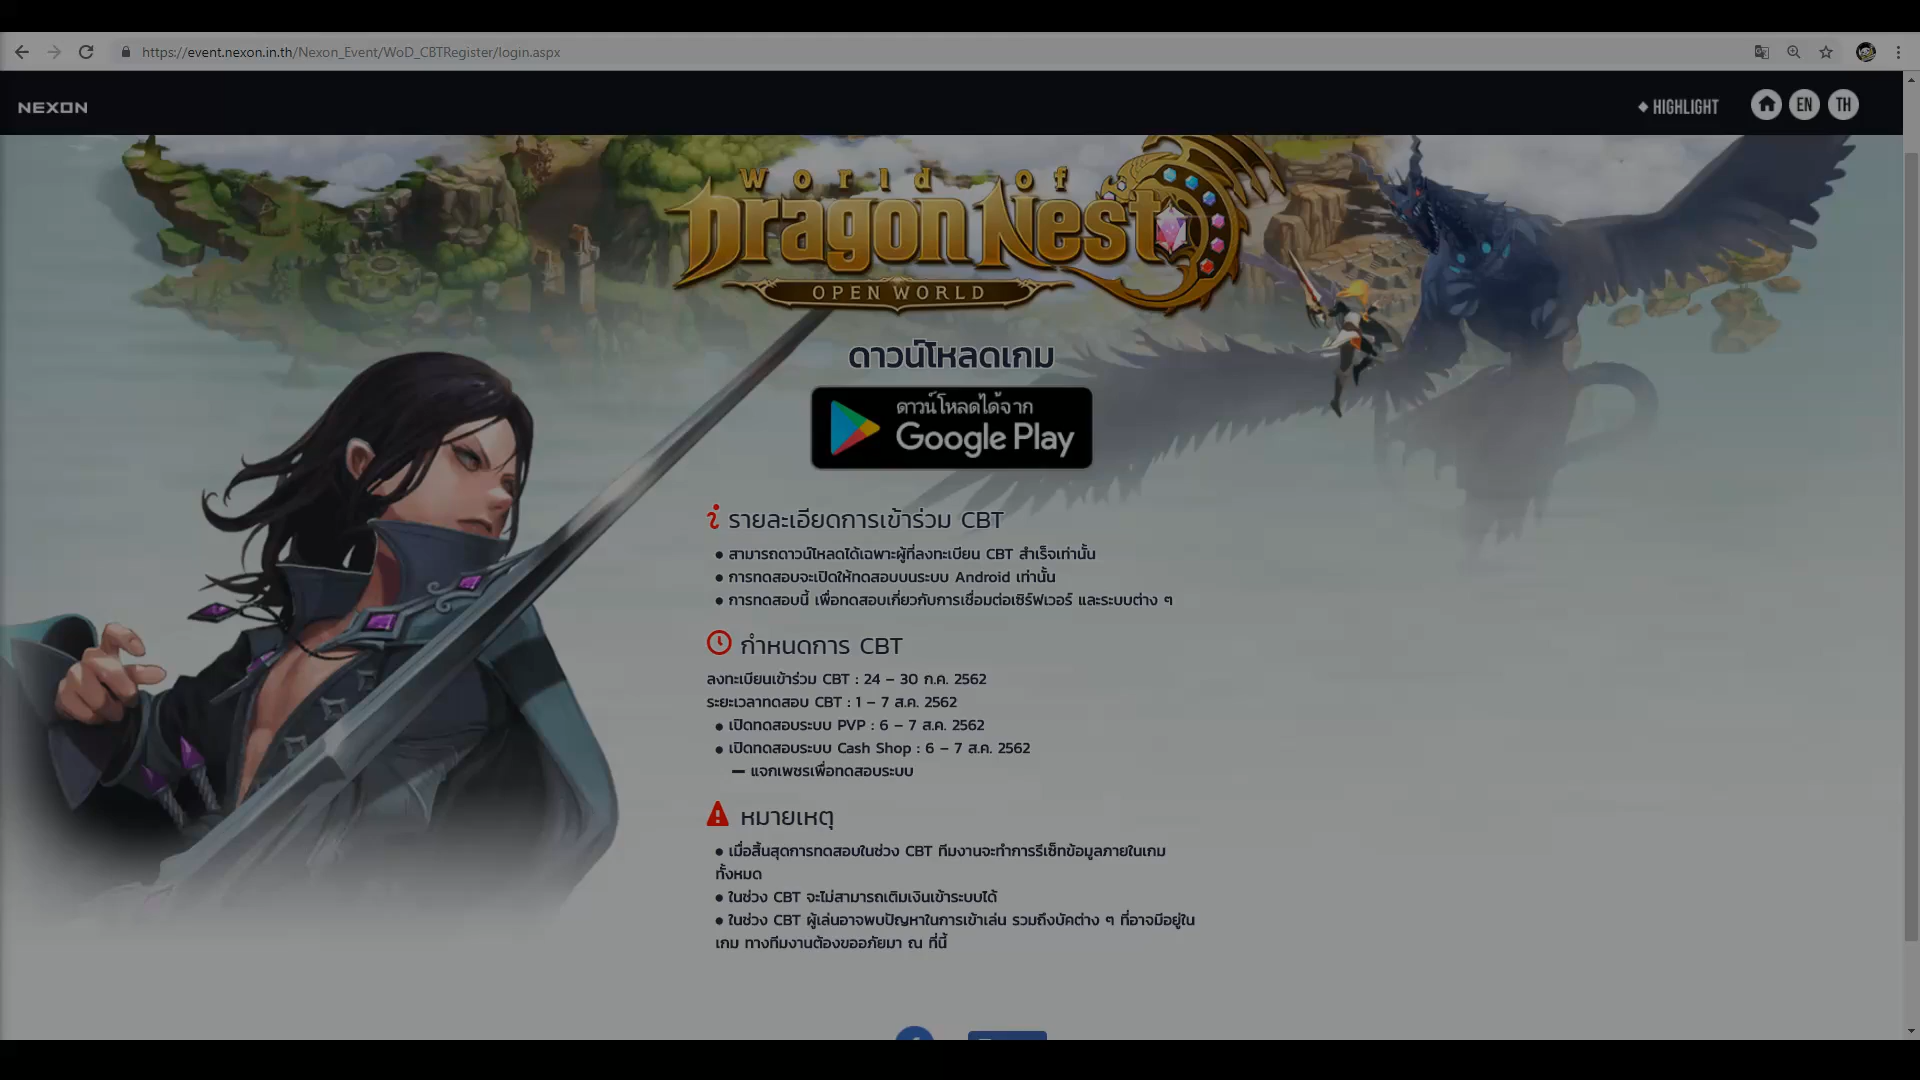 https://event.nexon.in.th/Nexon_Event/WoD_CBTRegister/login.aspx
NEXON
HIGHLIGHT
EN
TH
World of
Dragon Nest
OPEN WORLD
ดาวน์โหลดเกม
ดาวน์โหลดได้จาก
Google Play
รายละเอียดการเข้าร่วม CBT
● สามารถดาวน์โหลดได้เฉพาะผู้ที่ลงทะเบียน CBT สำเร็จเท่านั้น
● การทดสอบจะเปิดให้ทดสอบบนระบบ Android เท่านั้น
● การทดสอบนี้ เพื่อทดสอบเกี่ยวกับการเชื่อมต่อเซิร์ฟเวอร์ และระบบต่าง ๆ
กำหนดการ CBT
ลงทะเบียนเข้าร่วม CBT : 24 – 30 ก.ค. 2562
ระยะเวลาทดสอบ CBT : 1 – 7 ส.ค. 2562
● เปิดทดสอบระบบ PVP : 6 – 7 ส.ค. 2562
● เปิดทดสอบระบบ Cash Shop : 6 – 7 ส.ค. 2562
— แจกเพชรเพื่อทดสอบระบบ
หมายเหตุ
● เมื่อสิ้นสุดการทดสอบในช่วง CBT ทีมงานจะทำการรีเซ็ทข้อมูลภายในเกม
ทั้งหมด
● ในช่วง CBT จะไม่สามารถเติมเงินเข้าระบบได้
● ในช่วง CBT ผู้เล่นอาจพบปัญหาในการเข้าเล่น รวมถึงบัคต่าง ๆ ที่อาจมีอยู่ใน
เกม ทางทีมงานต้องขออภัยมา ณ ที่นี้